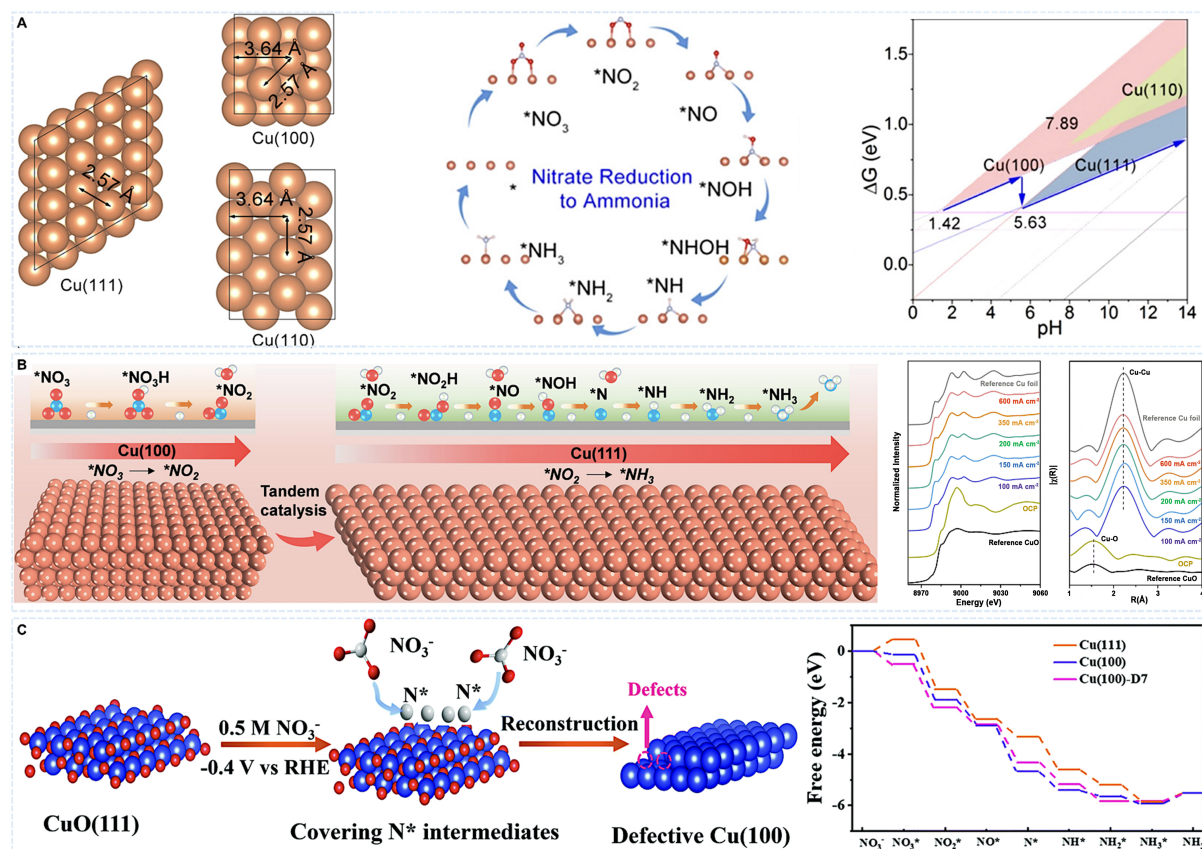 A
3.64 Å
2.57 Å
Cu(100)
2.57 Å
Cu(111)
3.64 Å
2.57 Å
Cu(110)
*NO2
*NO3
*NO
*
Nitrate Reduction
to Ammonia
*NOH
*NH3
*NHOH
*NH2
*NH
ΔG (eV)
1.5
1.0
0.5
0.0
Cu(110)
7.89
Cu(100)
Cu(111)
1.42
5.63
0 2 4 6 8 10 12 14
pH
B
*NO3
*NO3H
*NO2
Cu(100)
*NO3 → *NO2
Tandem
catalysis
*NO2
*NO2H
*NO
*NOH
*N
*NH
*NH2
*NH3
Cu(111)
*NO2 → *NH3
Normalized Intensity
Reference Cu foil
600 mA cm-2
350 mA cm-2
200 mA cm-2
150 mA cm-2
100 mA cm-2
OCP
Reference CuO
8970 9000 9030 9060
Energy (eV)
|χ(R)|
Cu-Cu
Reference Cu foil
600 mA cm-2
350 mA cm-2
200 mA cm-2
150 mA cm-2
100 mA cm-2
Cu-O
OCP
Reference CuO
0 1 2 3 4
R(Å)
C
CuO(111)
0.5 M NO3-
-0.4 V vs RHE
NO3-
NO3-
N*
N*
Covering N* intermediates
Reconstruction
Defects
Defective Cu(100)
Free energy (eV)
0
-2
-4
-6
Cu(111)
Cu(100)
Cu(100)-D7
NO3- NO3* NO2* NO* N* NH* NH2* NH3* NH